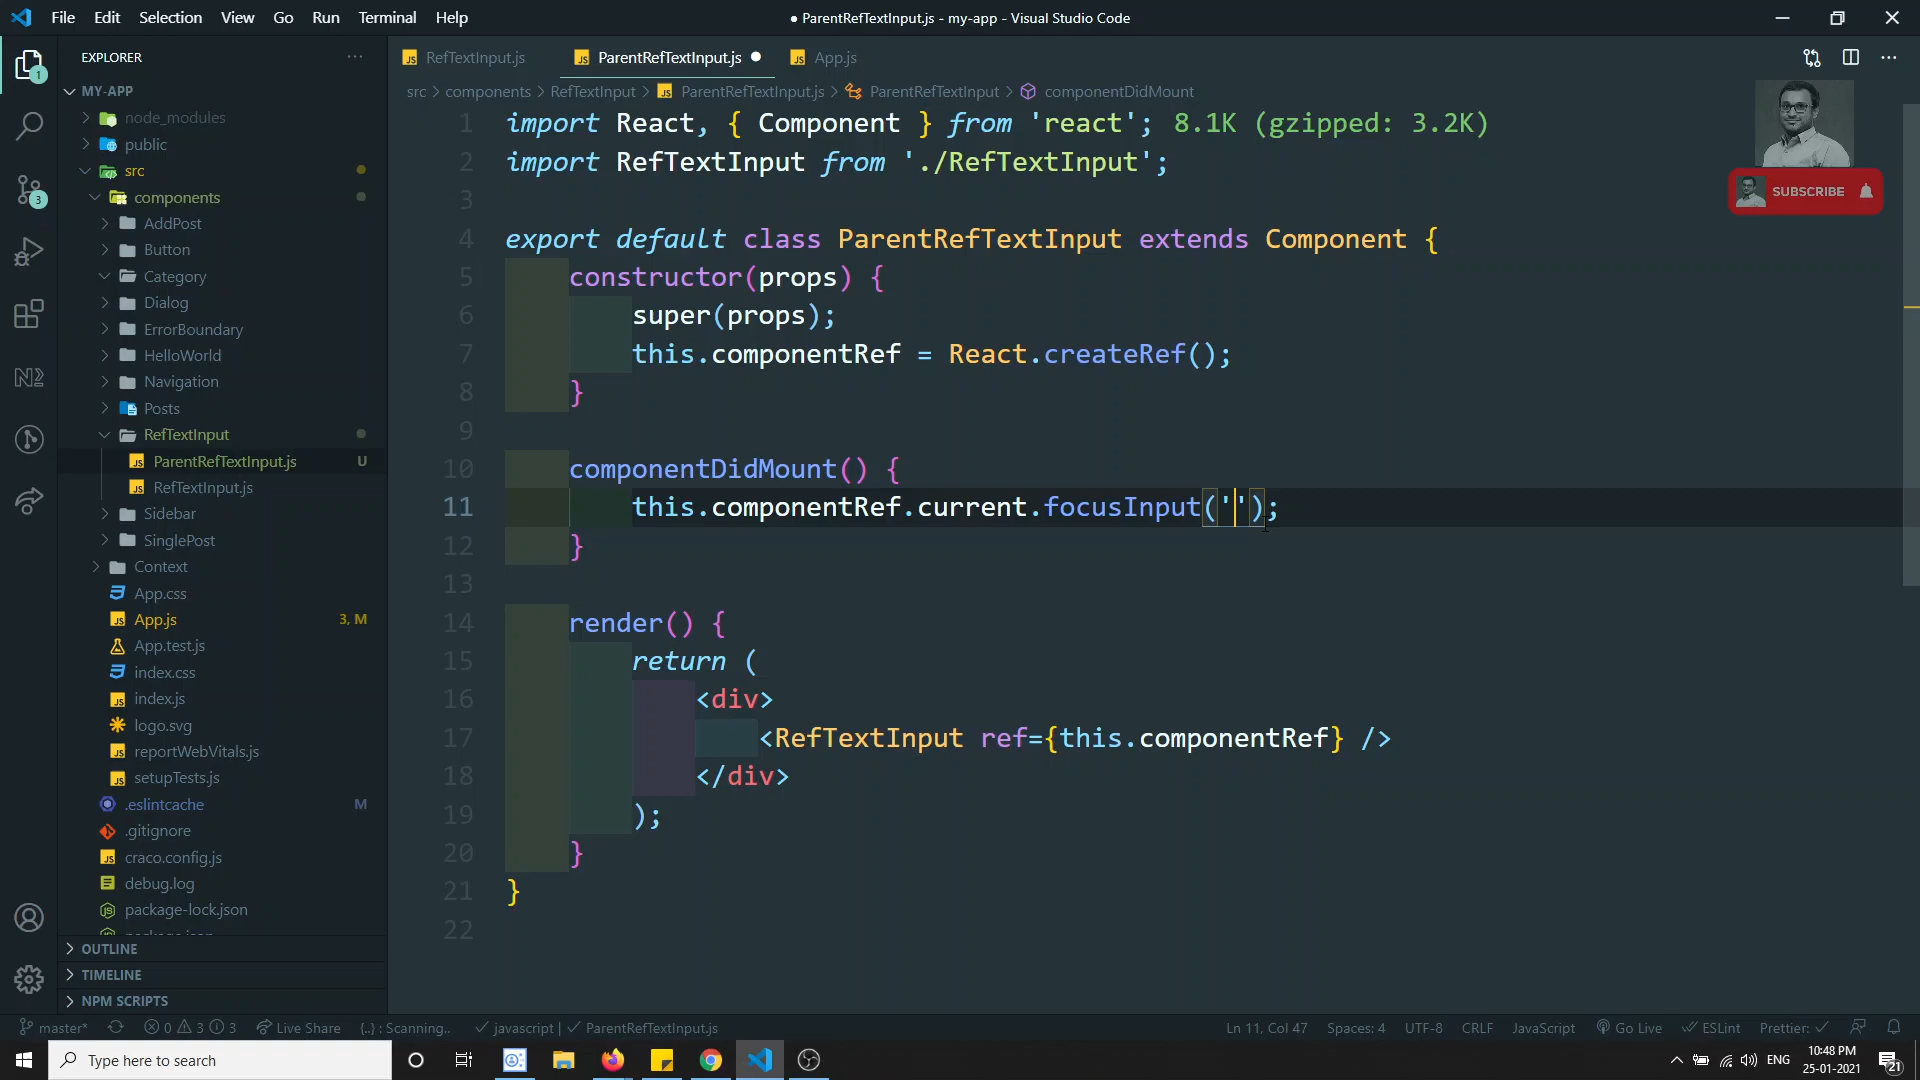 File Edit Selection View Go Run Terminal Help
● ParentRefTextInput.js - my-app - Visual Studio Code
EXPLORER
RefTextInput.js
ParentRefTextInput.js
App.js
src > components > RefTextInput > ParentRefTextInput.js > ParentRefTextInput > componentDidMount
MY-APP
node_modules
public
src
components
AddPost
Button
Category
Dialog
ErrorBoundary
HelloWorld
Navigation
Posts
RefTextInput
ParentRefTextInput.js U
RefTextInput.js
Sidebar
SinglePost
Context
App.css
App.js 3, M
App.test.js
index.css
index.js
logo.svg
reportWebVitals.js
setupTests.js
.eslintcache M
.gitignore
craco.config.js
debug.log
package-lock.json
OUTLINE
TIMELINE
NPM SCRIPTS
1
3
1 import React, { Component } from 'react'; 8.1K (gzipped: 3.2K)
2 import RefTextInput from './RefTextInput';
3
4 export default class ParentRefTextInput extends Component {
5 constructor(props) {
6 super(props);
7 this.componentRef = React.createRef();
8 }
9
10 componentDidMount() {
11 this.componentRef.current.focusInput('');
12 }
13
14 render() {
15 return (
16 <div>
17 <RefTextInput ref={this.componentRef} />
18 </div>
19 );
20 }
21 }
22
SUBSCRIBE
master* 0 3 3 Live Share {..} : Scanning.. javascript | ParentRefTextInput.js
Ln 11, Col 47 Spaces: 4 UTF-8 CRLF JavaScript Go Live ESLint Prettier:
Type here to search
ENG
10:48 PM
25-01-2021
21